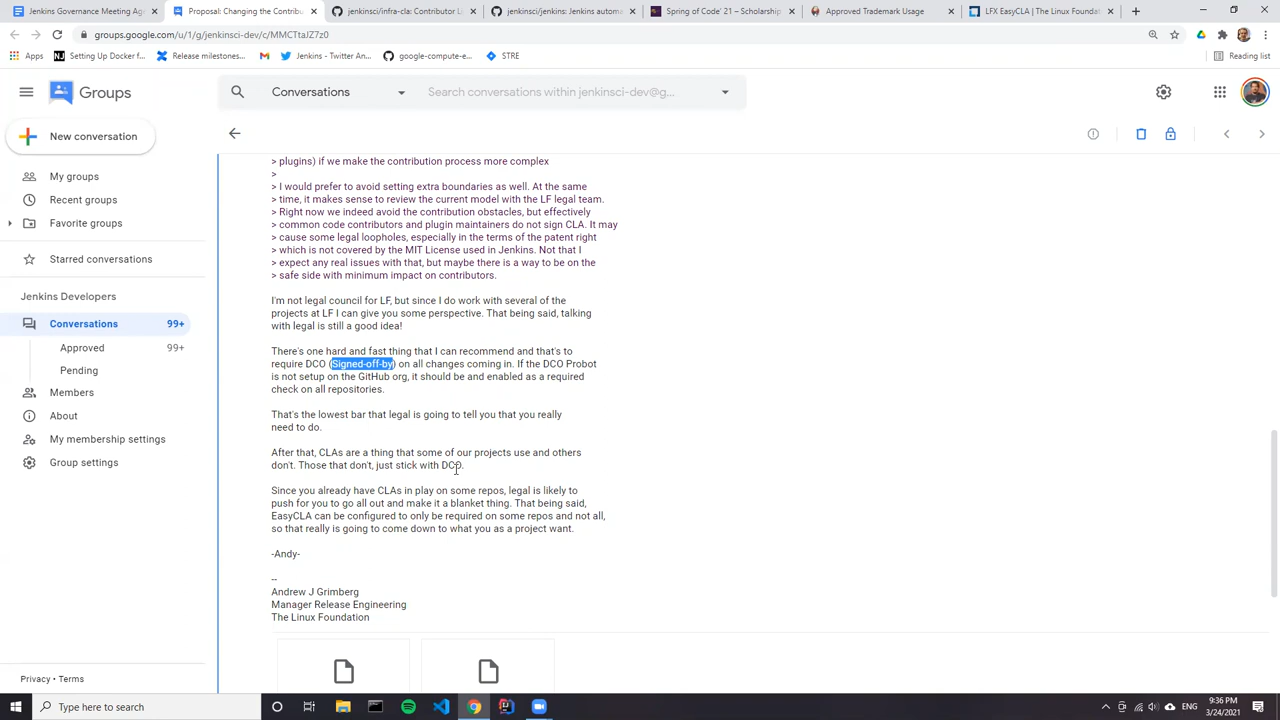 Jenkins Governance Meeting Age
Proposal: Changing the Contribu
jenkinsci/infra-cla: Contributor L
jenkinsci/jenkins: Jenkins autom
Spring of Code' 21 – Scholarship
Approved Trademark Usage
LFX EasyCLA | The Linux Foundat
groups.google.com/u/1/g/jenkinsci-dev/c/MMCTtaJZ7z0
Apps
Setting Up Docker f...
Release milestones...
Jenkins - Twitter An...
google-compute-e...
STRE
Reading list
Groups
Conversations
Search conversations within jenkinsci-dev@g...
New conversation
My groups
Recent groups
Favorite groups
Starred conversations
Jenkins Developers
Conversations 99+
Approved 99+
Pending
Members
About
My membership settings
Group settings
Privacy • Terms
> plugins) if we make the contribution process more complex
>
> I would prefer to avoid setting extra boundaries as well. At the same
> time, it makes sense to review the current model with the LF legal team.
> Right now we indeed avoid the contribution obstacles, but effectively
> common code contributors and plugin maintainers do not sign CLA. It may
> cause some legal loopholes, especially in the terms of the patent right
> which is not covered by the MIT License used in Jenkins. Not that I
> expect any real issues with that, but maybe there is a way to be on the
> safe side with minimum impact on contributors.
I'm not legal council for LF, but since I do work with several of the
projects at LF I can give you some perspective. That being said, talking
with legal is still a good idea!
There's one hard and fast thing that I can recommend and that's to
require DCO (Signed-off-by) on all changes coming in. If the DCO Probot
is not setup on the GitHub org, it should be and enabled as a required
check on all repositories.
That's the lowest bar that legal is going to tell you that you really
need to do.
After that, CLAs are a thing that some of our projects use and others
don't. Those that don't, just stick with DCO.
Since you already have CLAs in play on some repos, legal is likely to
push for you to go all out and make it a blanket thing. That being said,
EasyCLA can be configured to only be required on some repos and not all,
so that really is going to come down to what you as a project want.
-Andy-
--
Andrew J Grimberg
Manager Release Engineering
The Linux Foundation
Type here to search
ENG
9:36 PM
3/24/2021